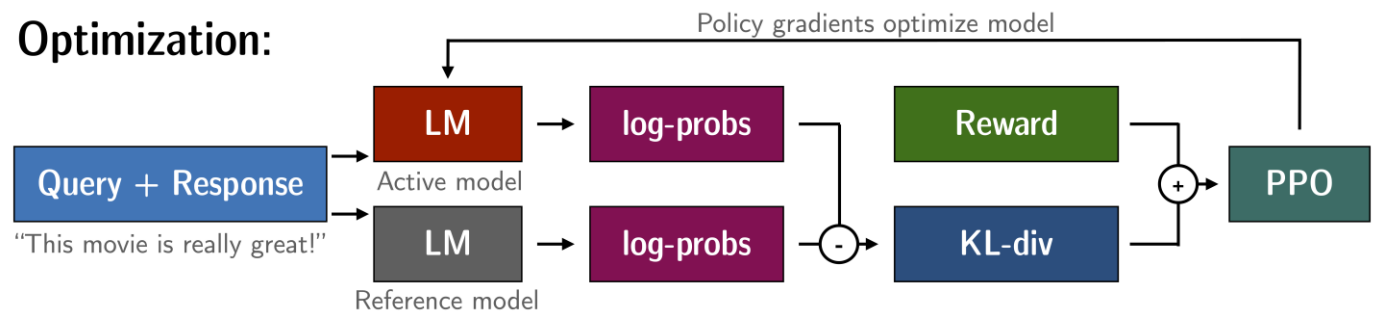 Optimization:
Policy gradients optimize model
LM
log-probs
Reward
Active model
Query + Response
“This movie is really great!”
+
PPO
LM
log-probs
-
KL-div
Reference model